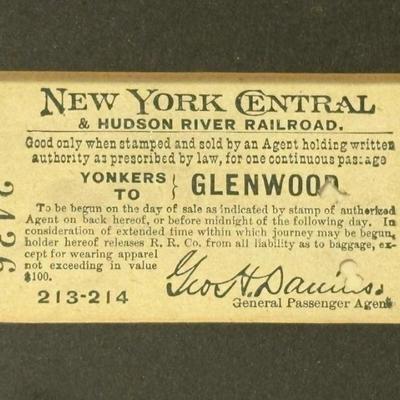 NEW YORK CENTRAL
& HUDSON RIVER RAILROAD.
Good only when stamped and sold by an Agent holding written
authority as prescribed by law, for one continuous passage
YONKERS
TO } GLENWOOD
To be begun on the day of sale as indicated by stamp of authorized
Agent on back hereof, or before midnight of the following day. In
consideration of extended time within which journey may be begun,
holder hereof releases R. R. Co. from all liability as to baggage, ex-
cept for wearing apparel
not exceeding in value
$100.
Geo. H. Daniels.
213-214
General Passenger Agent
2426